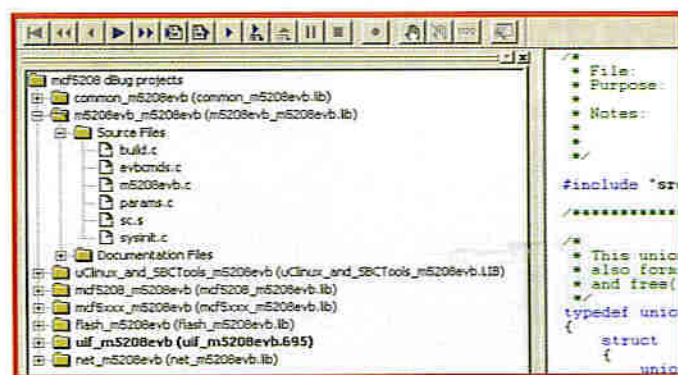 mcf5208 dBug projects
common_m5208evb (common_m5208evb.lib)
m5208evb_m5208evb (m5208evb_m5208evb.lib)
Source Files
build.c
evbcmds.c
m5208evb.c
params.c
sc.s
sysinit.c
Documentation Files
uClinux_and_SBCTools_m5208evb (uClinux_and_SBCTools_m5208evb.LIB)
mcf5208_m5208evb (mcf5208_m5208evb.lib)
mcf5xxx_m5208evb (mcf5xxx_m5208evb.lib)
flash_m5208evb (flash_m5208evb.lib)
uif_m5208evb (uif_m5208evb.695)
net_m5208evb (net_m5208evb.lib)
/*
* File:
* Purpose:
*
* Notes:
*
*
*/
#include "sr
/************
/*
* This unio
* also form
* and free(
*/
typedef unio
{
struct
{
unio